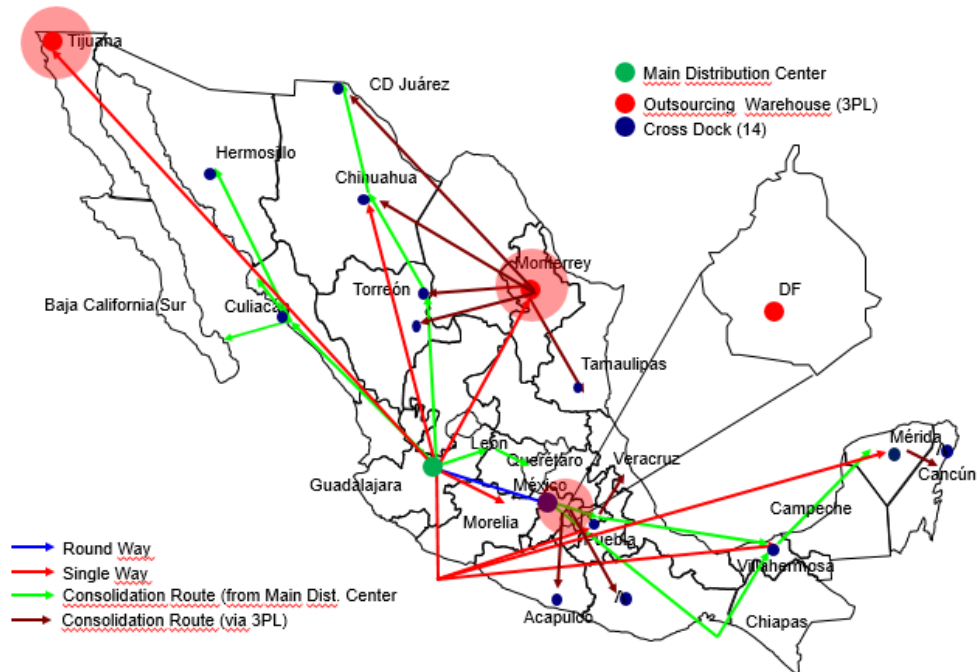 Tijuana
CD Juárez
Main Distribution Center
Outsourcing Warehouse (3PL)
Cross Dock (14)
Hermosillo
Chihuahua
Monterrey
DF
Baja California Sur
Culiacán
Torreón
Tamaulipas
León
Querétaro
Veracruz
Mérida
Cancún
Guadalajara
México
Morelia
Campeche
Puebla
Villahermosa
Acapulco
Chiapas
Round Way
Single Way
Consolidation Route (from Main Dist. Center
Consolidation Route (via 3PL)